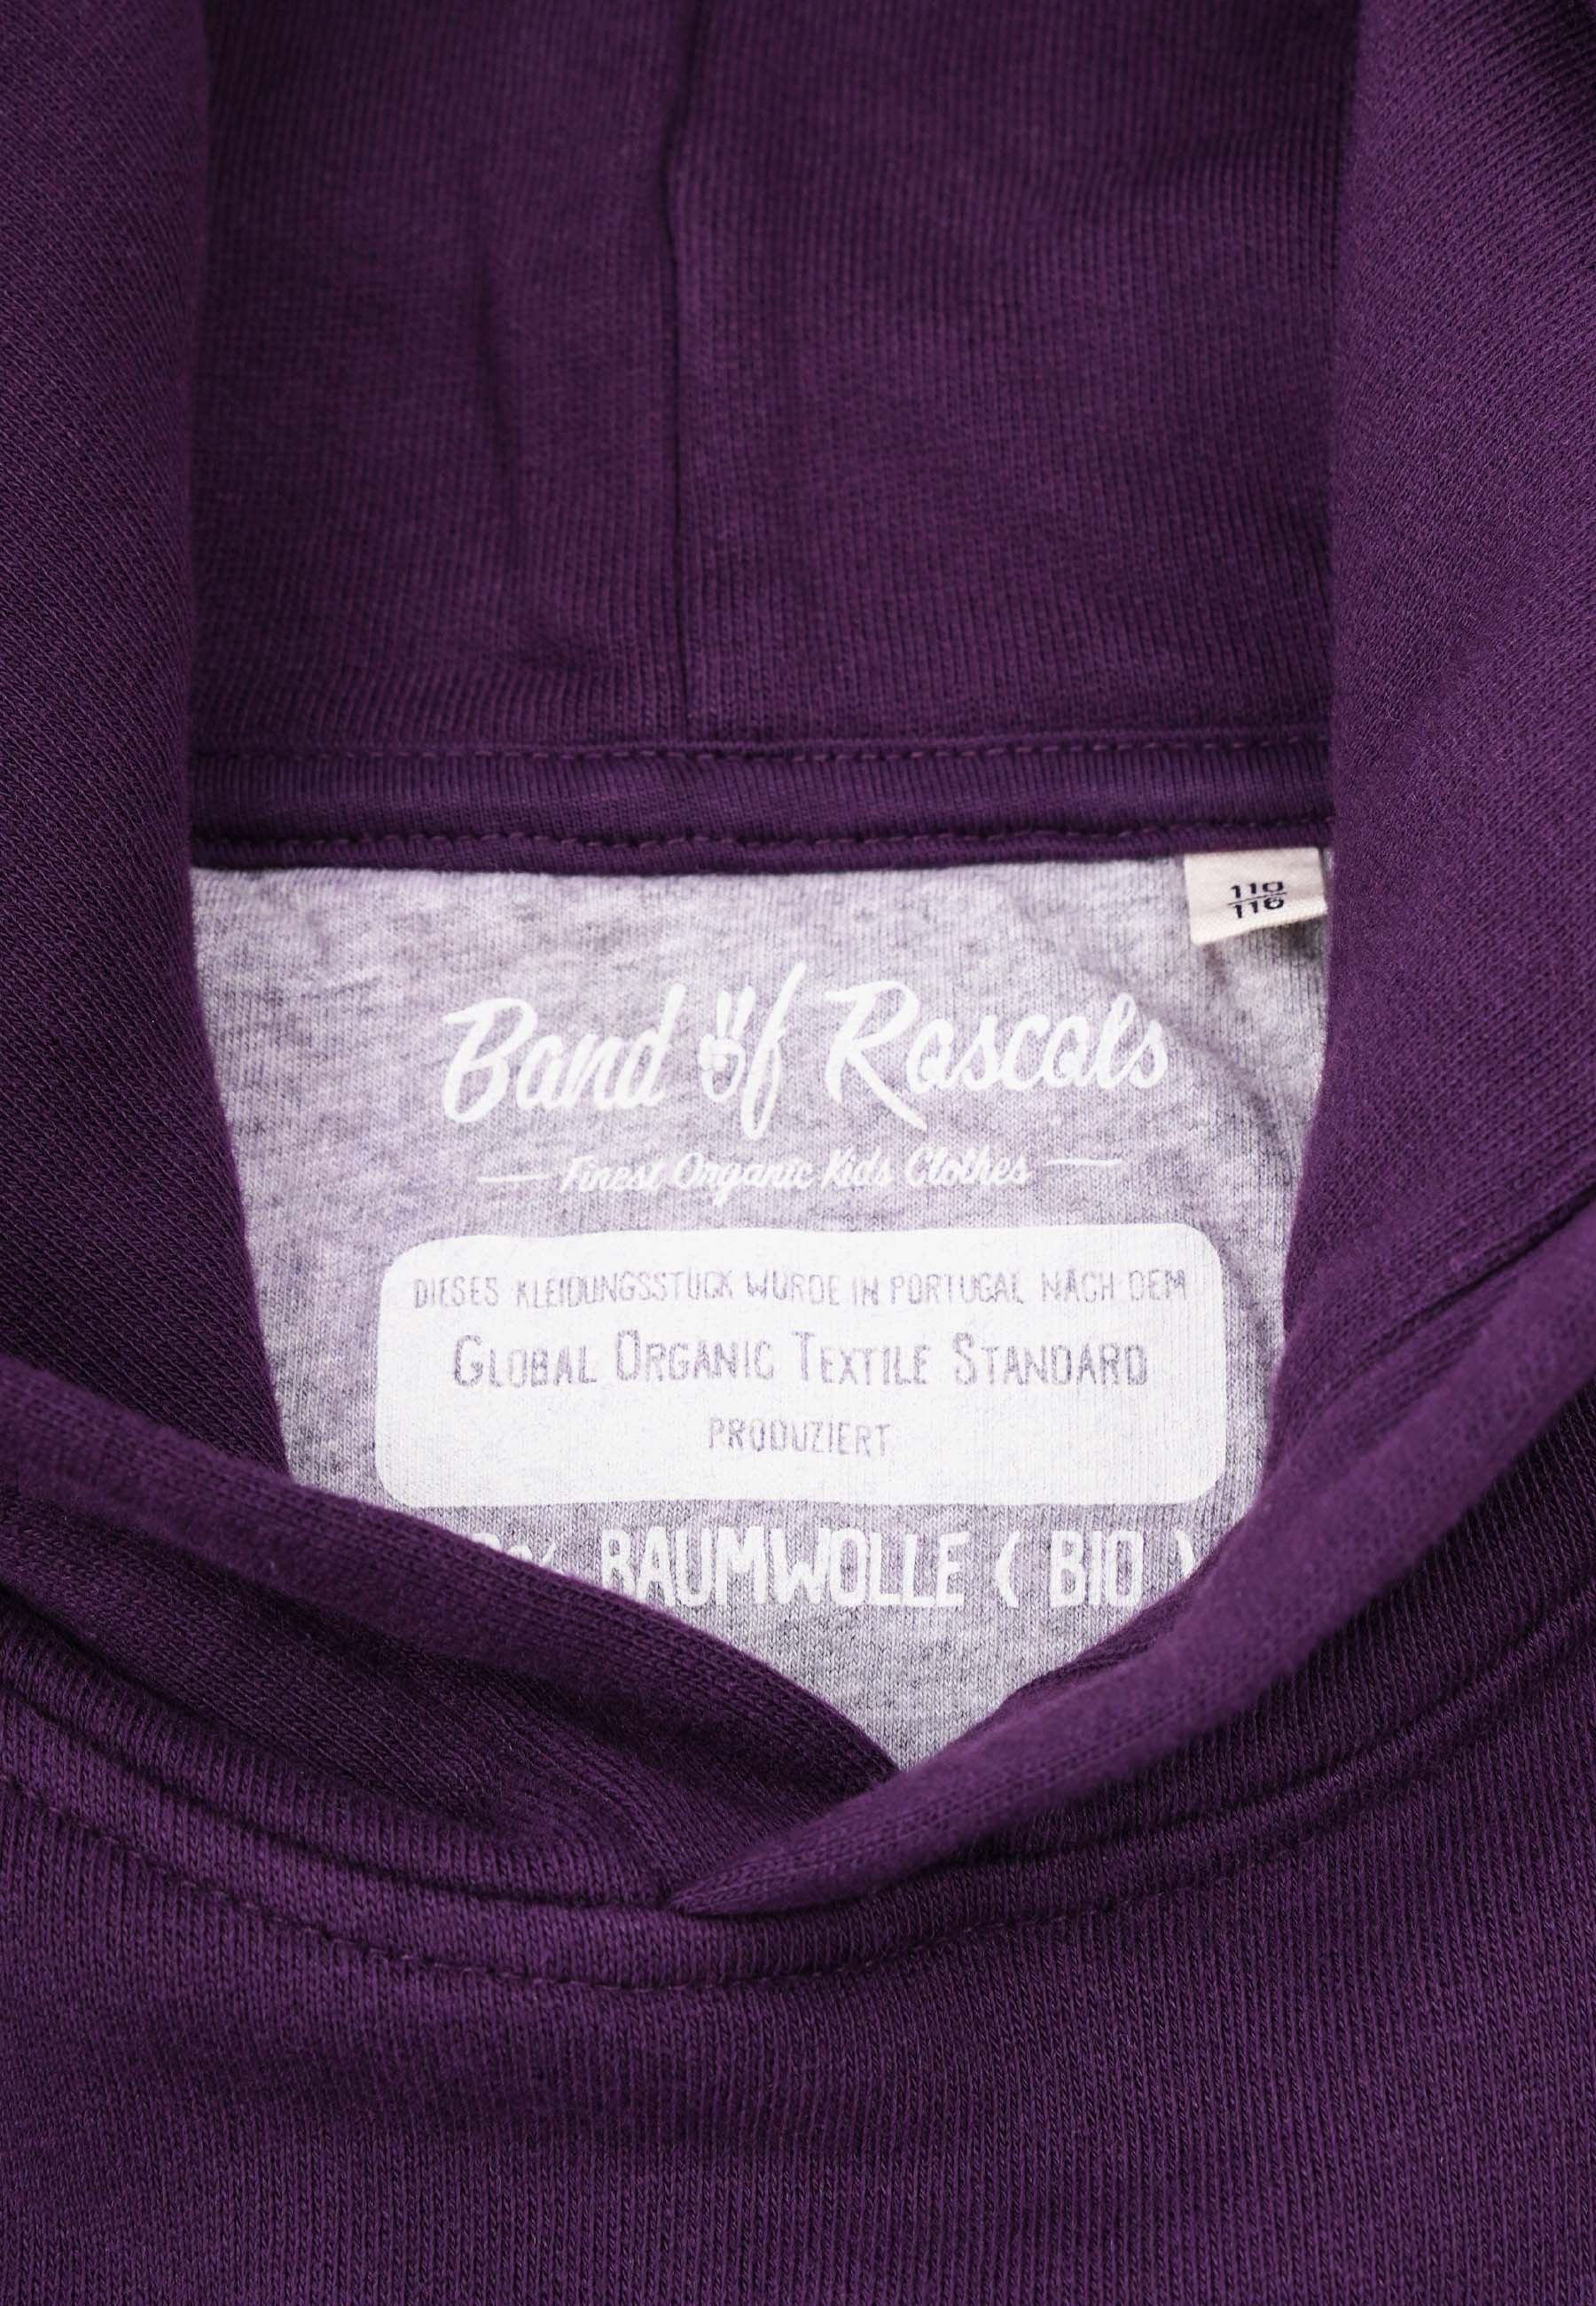 110
116
Band of Rascals
Finest Organic Kids Clothes
DIESES KLEIDUNGSSTÜCK WURDE IN PORTUGAL NACH DEM
GLOBAL ORGANIC TEXTILE STANDARD
PRODUZIERT
BAUMWOLLE ( BIO )